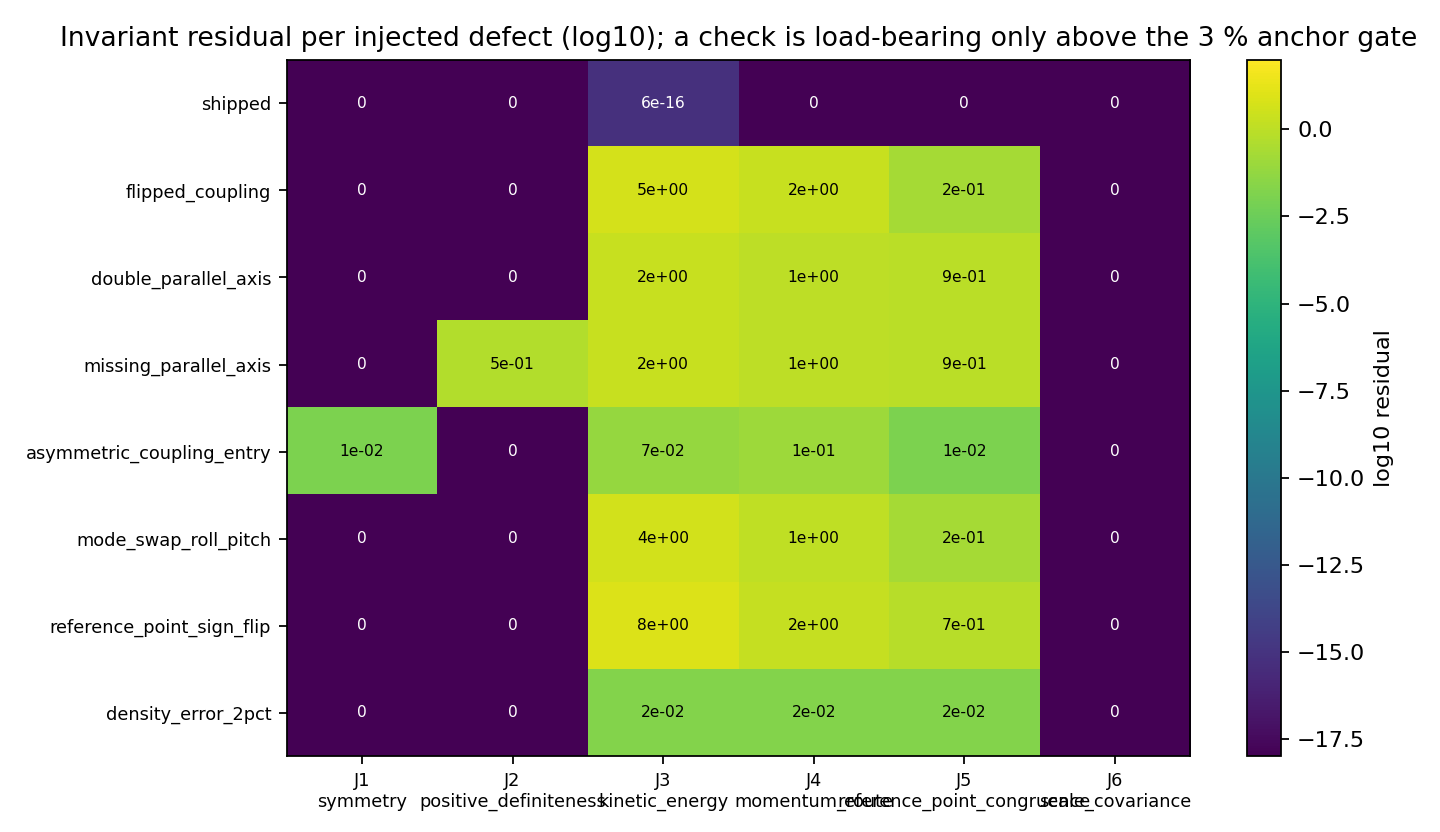 Invariant residual per injected defect (log10); a check is load-bearing only above the 3 % anchor gate
shipped 0 0 6e-16 0 0 0
flipped_coupling 0 0 5e+00 2e+00 2e-01 0
double_parallel_axis 0 0 2e+00 1e+00 9e-01 0
missing_parallel_axis 0 5e-01 2e+00 1e+00 9e-01 0
asymmetric_coupling_entry 1e-02 0 7e-02 1e-01 1e-02 0
mode_swap_roll_pitch 0 0 4e+00 1e+00 2e-01 0
reference_point_sign_flip 0 0 8e+00 2e+00 7e-01 0
density_error_2pct 0 0 2e-02 2e-02 2e-02 0
J1 J2 J3 J4 J5 J6
symmetry positive_definiteness kinetic_energy momentum_route reference_point_congruence scale_covariance
0.0
−2.5
−5.0
−7.5
−10.0
−12.5
−15.0
−17.5
log10 residual